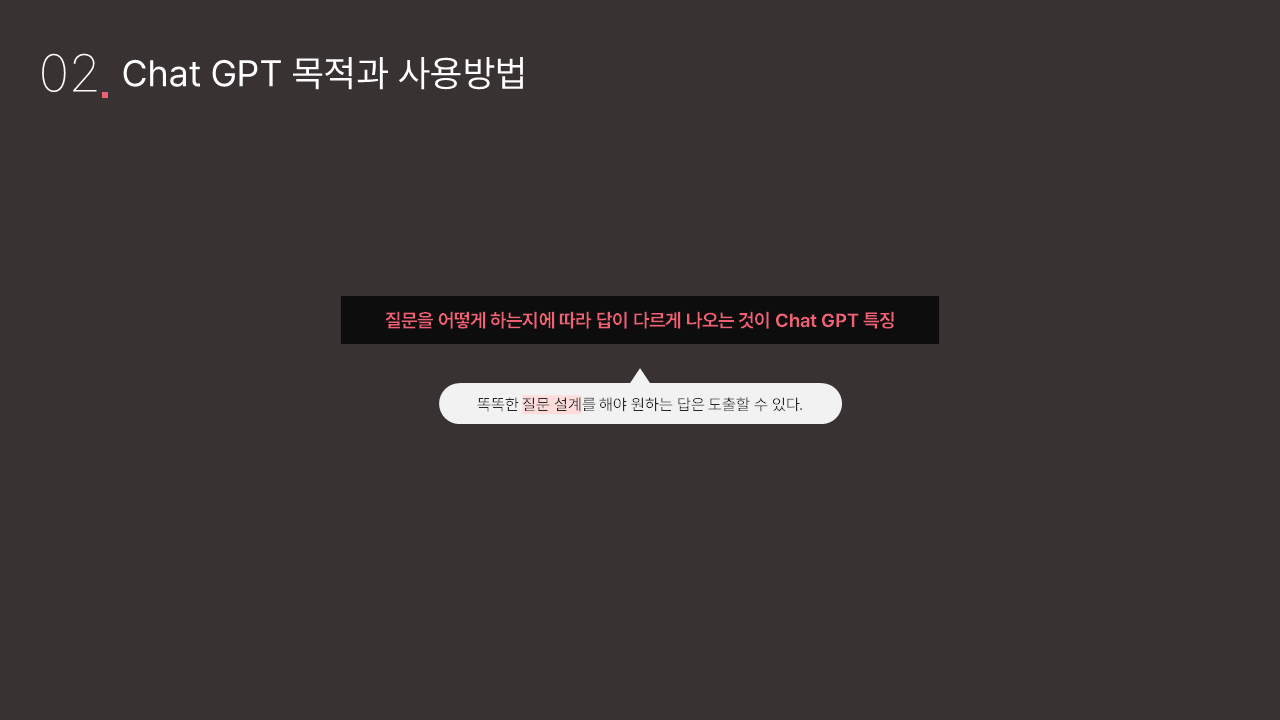 02. Chat GPT 목적과 사용방법
질문을 어떻게 하는지에 따라 답이 다르게 나오는 것이 Chat GPT 특징
똑똑한 질문 설계를 해야 원하는 답은 도출할 수 있다.